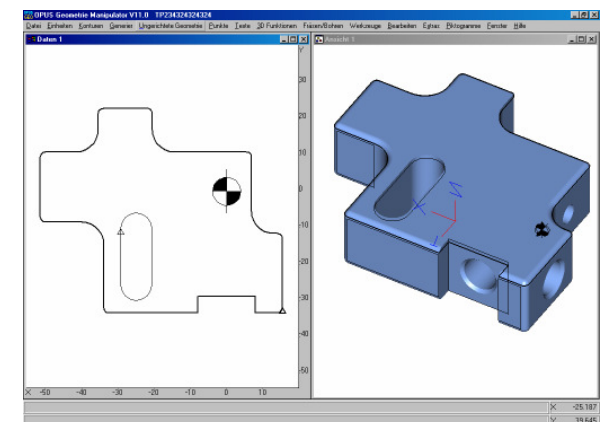 OPUS Geometrie Manipulator V11.0 TP234324324324
Datei Einheiten Konturen Generier Ungerichtete Geometrie Punkte Texte 3D Funktionen Fräsen/Bohren Werkzeuge Bearbeiten Extras Piktogramme Fenster Hilfe
Daten 1
Ansicht 1
Y
30
20
10
0
-10
-20
-30
-40
-50
X -50 -40 -30 -20 -10 0 10
X -25.187
Y 39.645